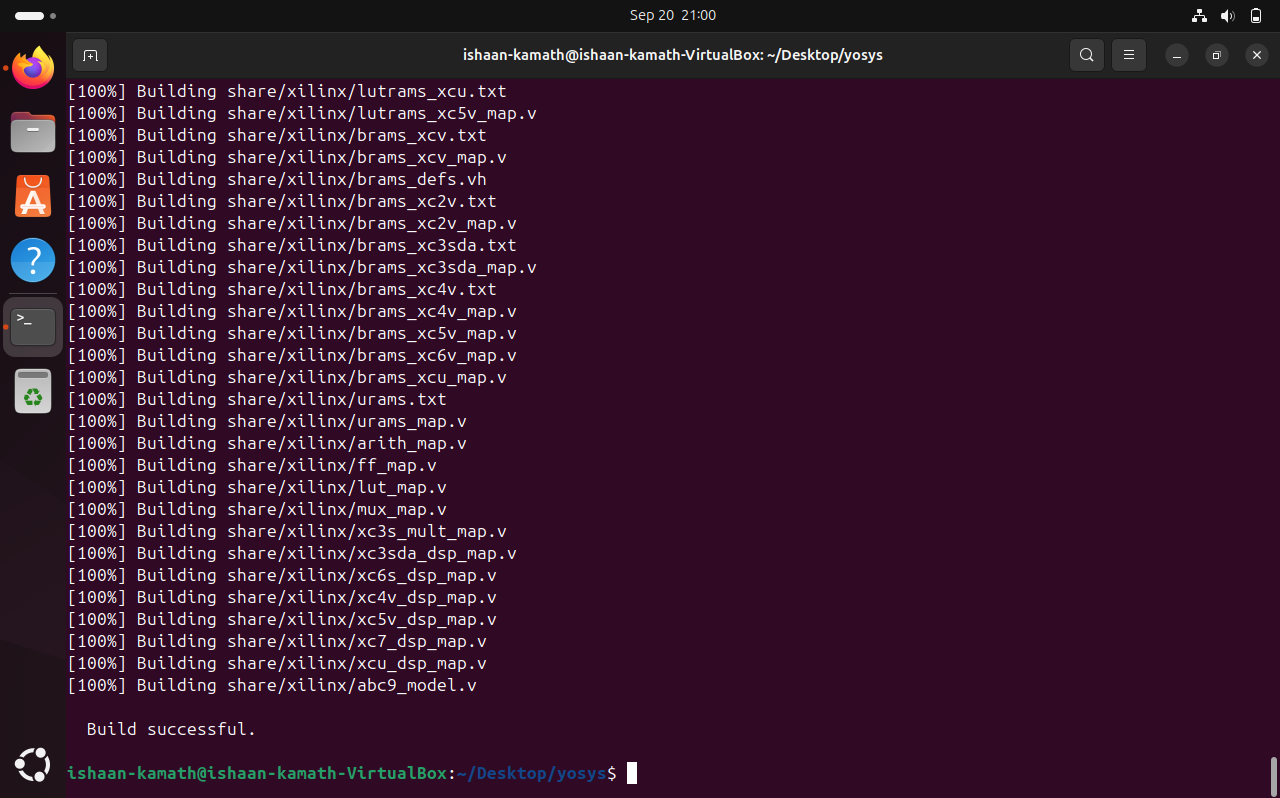 Sep 20 21:00
ishaan-kamath@ishaan-kamath-VirtualBox: ~/Desktop/yosys
[100%] Building share/xilinx/lutrams_xcu.txt
[100%] Building share/xilinx/lutrams_xc5v_map.v
[100%] Building share/xilinx/brams_xcv.txt
[100%] Building share/xilinx/brams_xcv_map.v
[100%] Building share/xilinx/brams_defs.vh
[100%] Building share/xilinx/brams_xc2v.txt
[100%] Building share/xilinx/brams_xc2v_map.v
[100%] Building share/xilinx/brams_xc3sda.txt
[100%] Building share/xilinx/brams_xc3sda_map.v
[100%] Building share/xilinx/brams_xc4v.txt
[100%] Building share/xilinx/brams_xc4v_map.v
[100%] Building share/xilinx/brams_xc5v_map.v
[100%] Building share/xilinx/brams_xc6v_map.v
[100%] Building share/xilinx/brams_xcu_map.v
[100%] Building share/xilinx/urams.txt
[100%] Building share/xilinx/urams_map.v
[100%] Building share/xilinx/arith_map.v
[100%] Building share/xilinx/ff_map.v
[100%] Building share/xilinx/lut_map.v
[100%] Building share/xilinx/mux_map.v
[100%] Building share/xilinx/xc3s_mult_map.v
[100%] Building share/xilinx/xc3sda_dsp_map.v
[100%] Building share/xilinx/xc6s_dsp_map.v
[100%] Building share/xilinx/xc4v_dsp_map.v
[100%] Building share/xilinx/xc5v_dsp_map.v
[100%] Building share/xilinx/xc7_dsp_map.v
[100%] Building share/xilinx/xcu_dsp_map.v
[100%] Building share/xilinx/abc9_model.v
Build successful.
ishaan-kamath@ishaan-kamath-VirtualBox:~/Desktop/yosys$